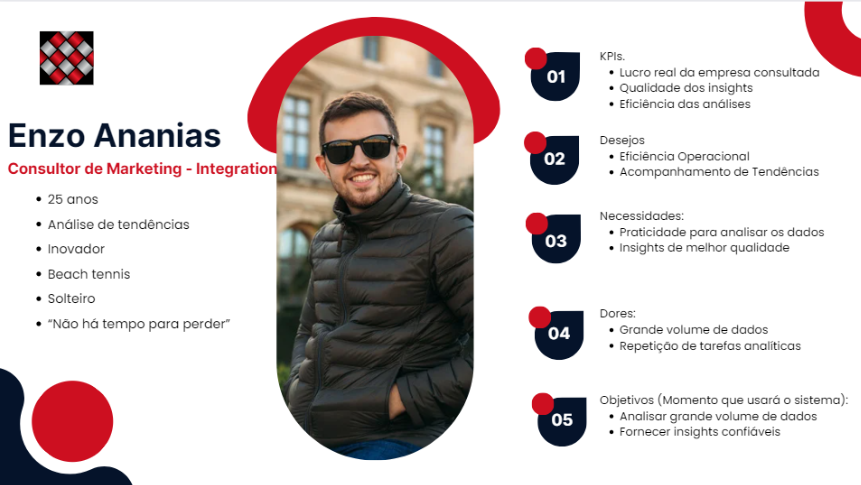 Enzo Ananias
Consultor de Marketing - Integration
25 anos
Análise de tendências
Inovador
Beach tennis
Solteiro
“Não há tempo para perder”
01
KPIs.
Lucro real da empresa consultada
Qualidade dos insights
Eficiência das análises
02
Desejos
Eficiência Operacional
Acompanhamento de Tendências
03
Necessidades:
Praticidade para analisar os dados
Insights de melhor qualidade
04
Dores:
Grande volume de dados
Repetição de tarefas analíticas
05
Objetivos (Momento que usará o sistema):
Analisar grande volume de dados
Fornecer insights confiáveis